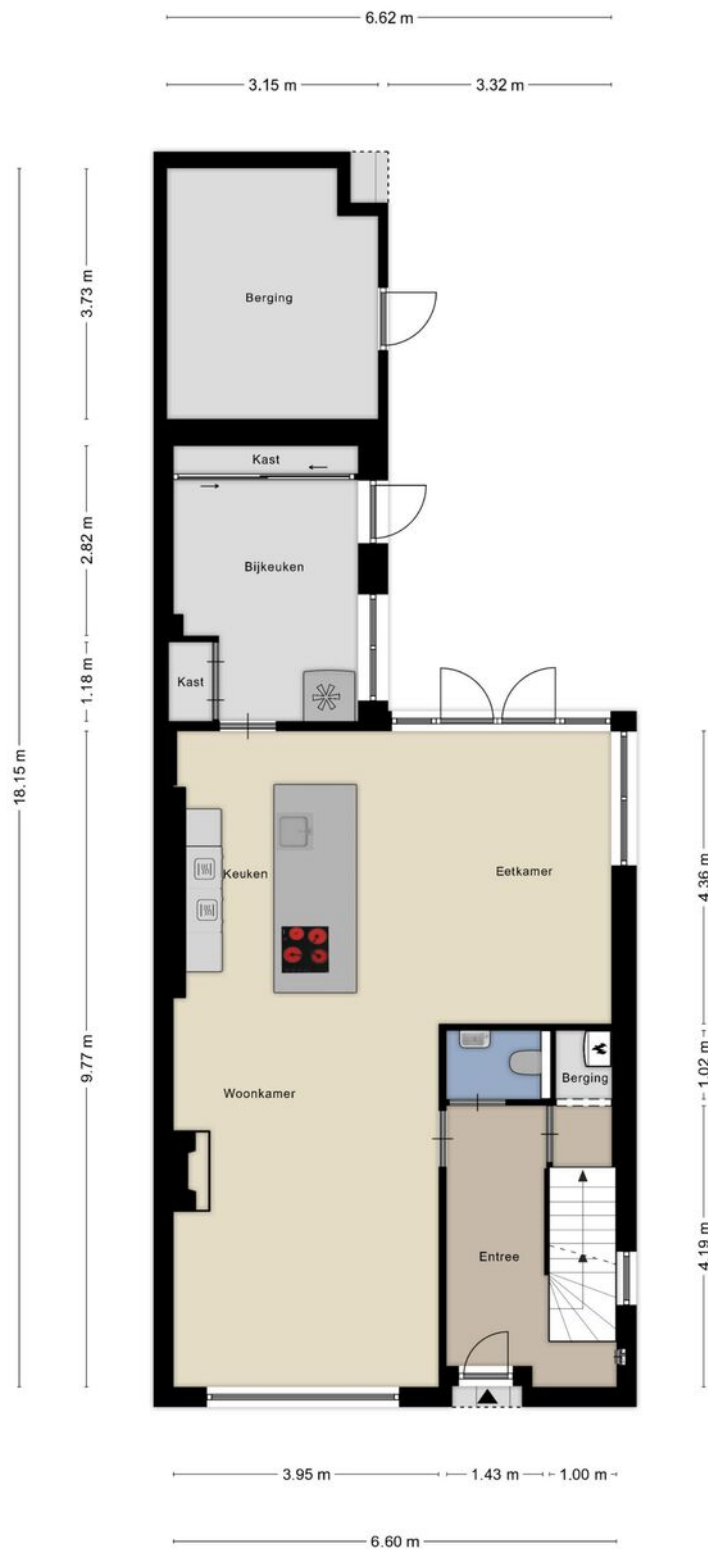 6.62 m
3.15 m
3.32 m
Berging
3.73 m
Kast
2.82 m
Bijkeuken
1.18 m
Kast
18.15 m
Keuken
Eetkamer
4.36 m
9.77 m
Woonkamer
Berging
1.02 m
Entree
4.19 m
3.95 m
1.43 m
1.00 m
6.60 m